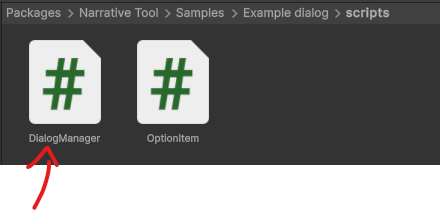 Packages > Narrative Tool > Samples > Example dialog > scripts
DialogManager
OptionItem